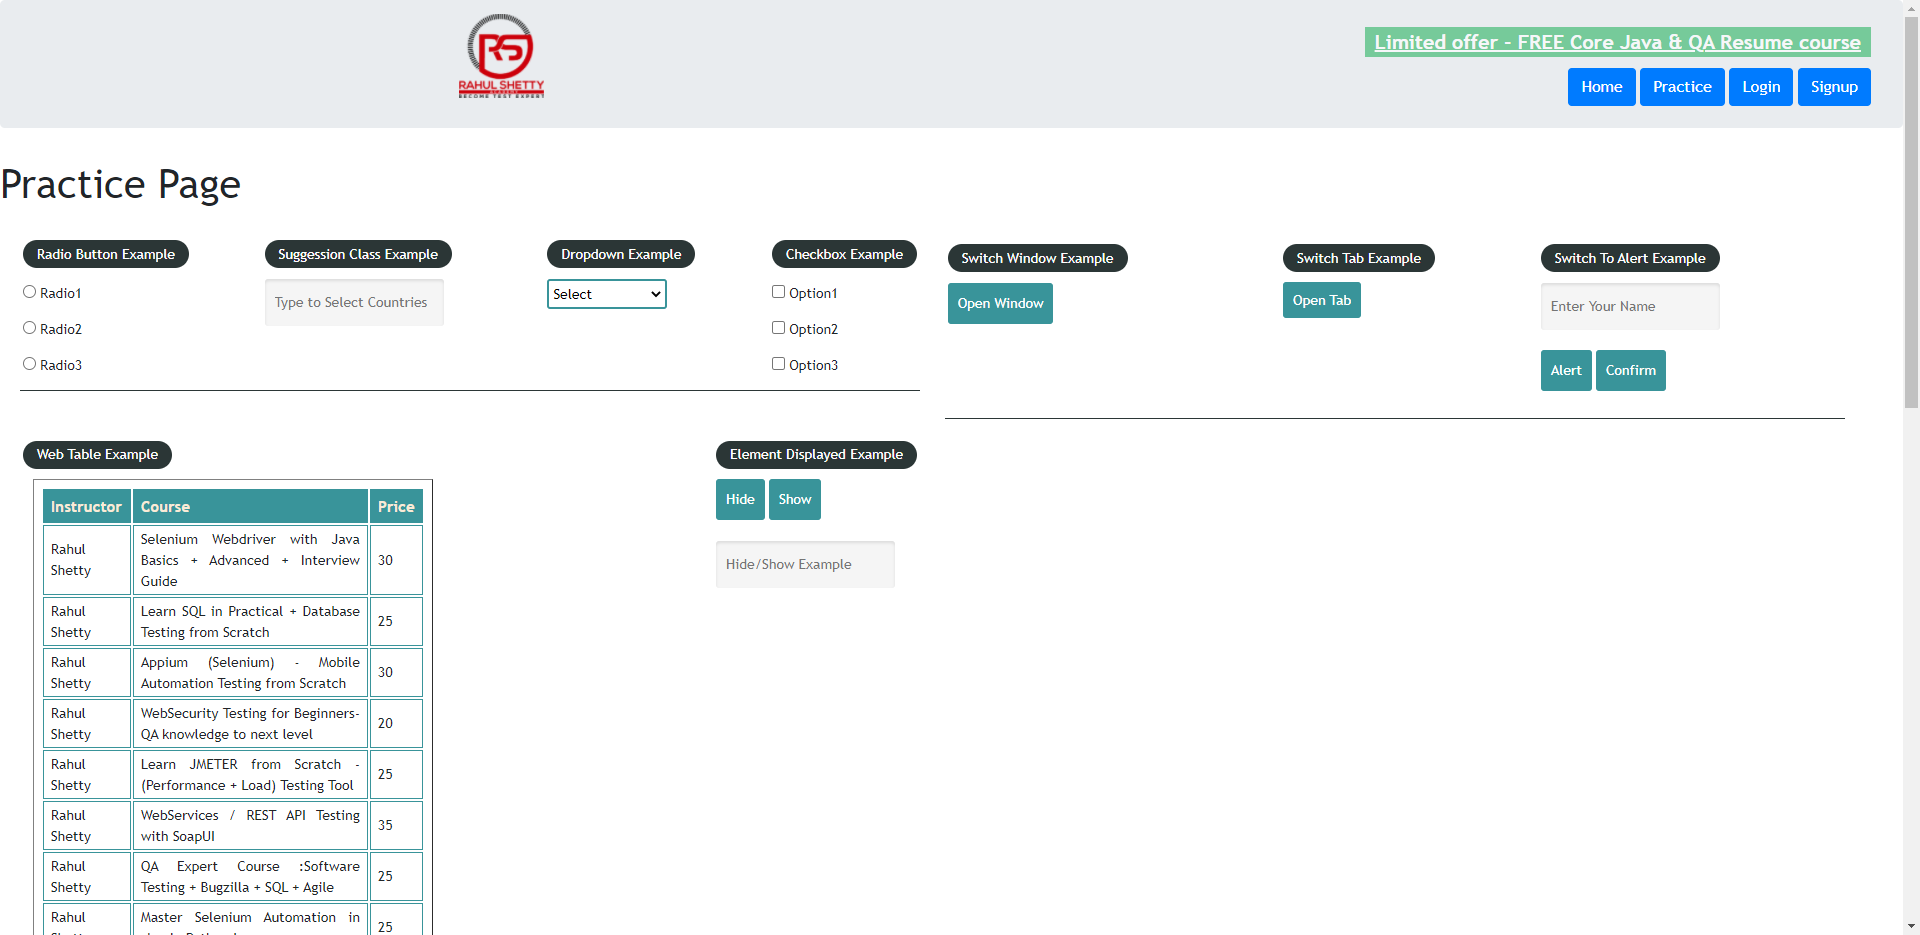 RAHUL SHETTY
ACADEMY
BECOME TEST EXPERT
Limited offer - FREE Core Java & QA Resume course
Home Practice Login Signup
Practice Page
Radio Button Example
Radio1
Radio2
Radio3
Suggession Class Example
Type to Select Countries
Dropdown Example
Select
Checkbox Example
Option1
Option2
Option3
Switch Window Example
Open Window
Switch Tab Example
Open Tab
Switch To Alert Example
Enter Your Name
Alert Confirm
Web Table Example
Instructor Course Price
Rahul Shetty Selenium Webdriver with Java Basics + Advanced + Interview Guide 30
Rahul Shetty Learn SQL in Practical + Database Testing from Scratch 25
Rahul Shetty Appium (Selenium) - Mobile Automation Testing from Scratch 30
Rahul Shetty WebSecurity Testing for Beginners-QA knowledge to next level 20
Rahul Shetty Learn JMETER from Scratch - (Performance + Load) Testing Tool 25
Rahul Shetty WebServices / REST API Testing with SoapUI 35
Rahul Shetty QA Expert Course :Software Testing + Bugzilla + SQL + Agile 25
Rahul Master Selenium Automation in 25
Element Displayed Example
Hide Show
Hide/Show Example